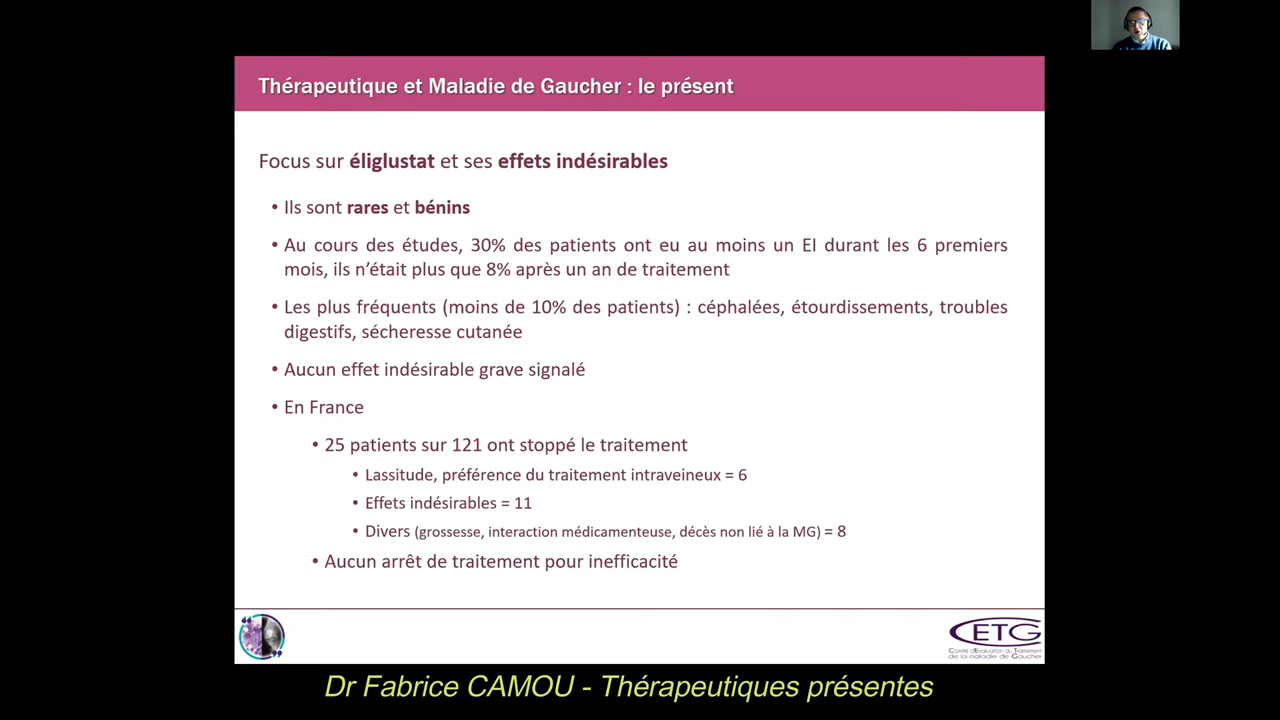 Thérapeutique et Maladie de Gaucher : le présent
Focus sur éliglustat et ses effets indésirables
• Ils sont rares et bénins
• Au cours des études, 30% des patients ont eu au moins un EI durant les 6 premiers
mois, ils n'était plus que 8% après un an de traitement
• Les plus fréquents (moins de 10% des patients) : céphalées, étourdissements, troubles
digestifs, sécheresse cutanée
• Aucun effet indésirable grave signalé
• En France
• 25 patients sur 121 ont stoppé le traitement
• Lassitude, préférence du traitement intraveineux = 6
• Effets indésirables = 11
• Divers (grossesse, interaction médicamenteuse, décès non lié à la MG) = 8
• Aucun arrêt de traitement pour inefficacité
CETG
Comité d'Evaluation du Traitement
de la maladie de Gaucher
Dr Fabrice CAMOU - Thérapeutiques présentes